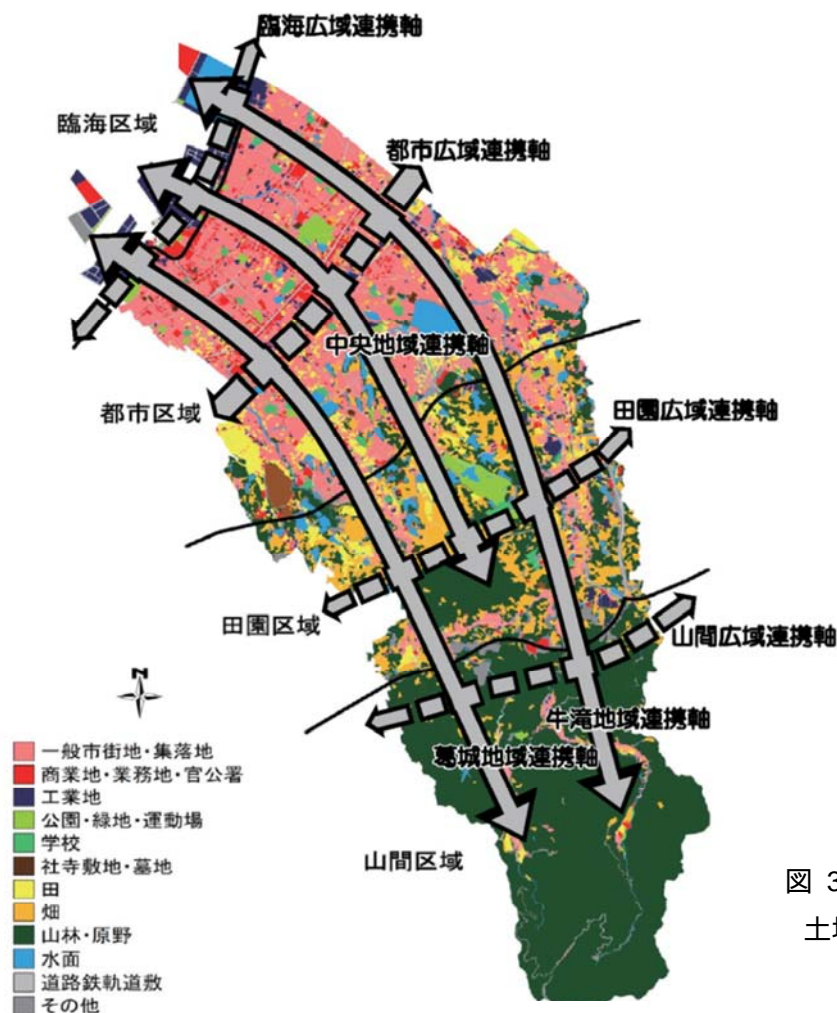 臨海広域連携軸
臨海区域
都市広域連携軸
中央地域連携軸
都市区域
田園広域連携軸
田園区域
山間広域連携軸
牛滝地域連携軸
葛城地域連携軸
山間区域
N
一般市街地・集落地
商業地・業務地・官公署
工業地
公園・緑地・運動場
学校
社寺敷地・墓地
田
畑
山林・原野
水面
道路鉄軌道敷
その他
図 3
土